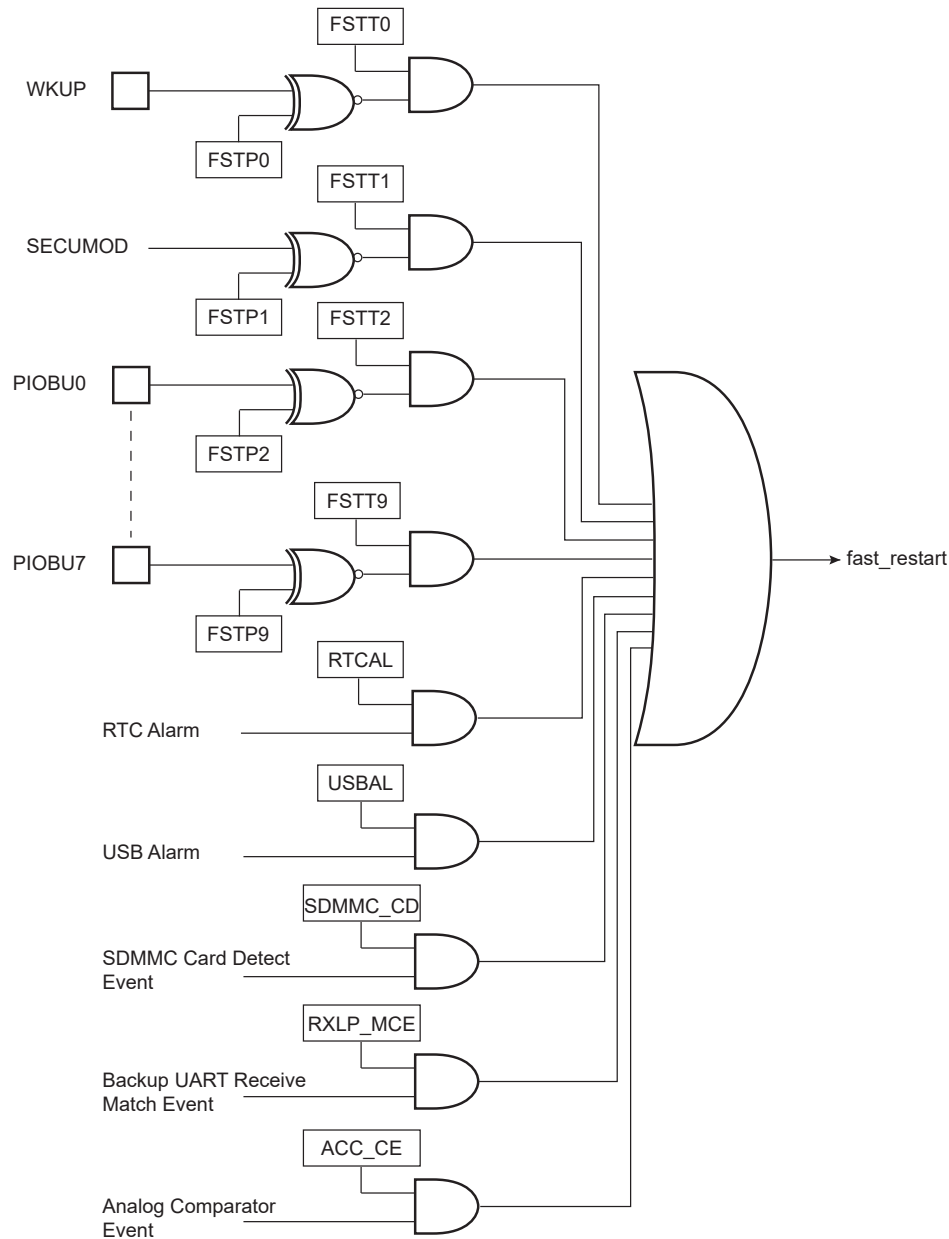 FSTT0
WKUP
FSTP0
FSTT1
SECUMOD
FSTP1
FSTT2
PIOBU0
FSTP2
FSTT9
PIOBU7
fast_restart
FSTP9
RTCAL
RTC Alarm
USBAL
USB Alarm
SDMMC_CD
SDMMC Card Detect
Event
RXLP_MCE
Backup UART Receive
Match Event
ACC_CE
Analog Comparator
Event